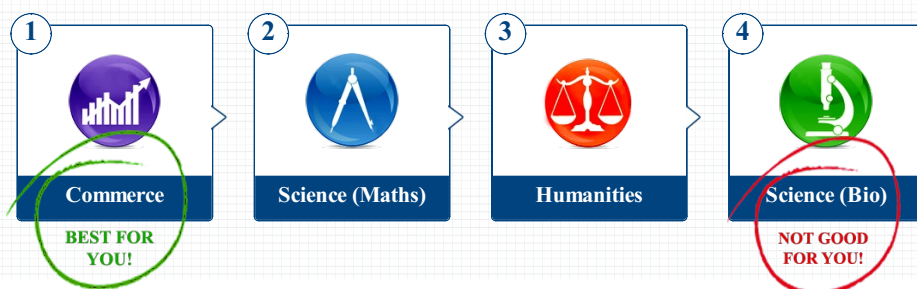 1
2
3
4
Commerce
Science (Maths)
Humanities
Science (Bio)
BEST FOR
YOU!
NOT GOOD
FOR YOU!